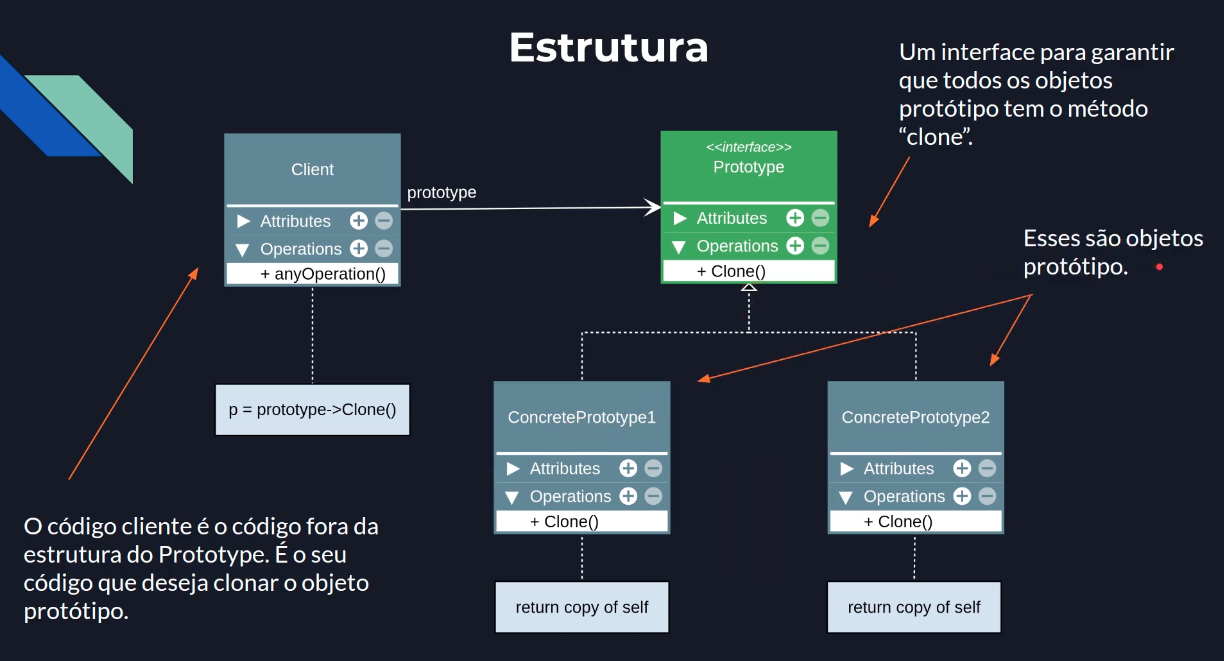 Estrutura
Um interface para garantir
que todos os objetos
protótipo tem o método
“clone”.
Client
Attributes
Operations
+ anyOperation()
prototype
<<interface>>
Prototype
Attributes
Operations
+ Clone()
Esses são objetos
protótipo.
p = prototype->Clone()
ConcretePrototype1
Attributes
Operations
+ Clone()
ConcretePrototype2
Attributes
Operations
+ Clone()
O código cliente é o código fora da
estrutura do Prototype. É o seu
código que deseja clonar o objeto
protótipo.
return copy of self
return copy of self